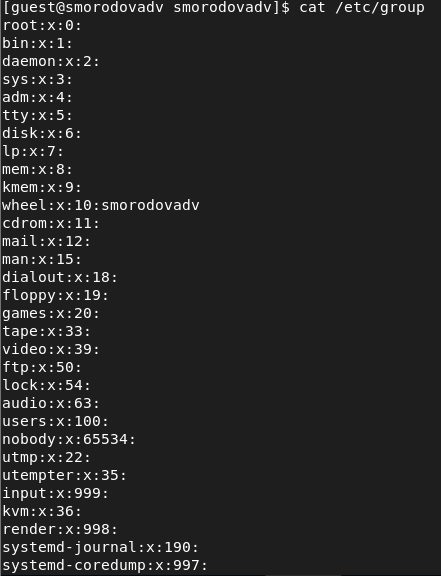 [guest@smorodovadv smorodovadv]$ cat /etc/group
root:x:0:
bin:x:1:
daemon:x:2:
sys:x:3:
adm:x:4:
tty:x:5:
disk:x:6:
lp:x:7:
mem:x:8:
kmem:x:9:
wheel:x:10:smorodovadv
cdrom:x:11:
mail:x:12:
man:x:15:
dialout:x:18:
floppy:x:19:
games:x:20:
tape:x:33:
video:x:39:
ftp:x:50:
lock:x:54:
audio:x:63:
users:x:100:
nobody:x:65534:
utmp:x:22:
utempter:x:35:
input:x:999:
kvm:x:36:
render:x:998:
systemd-journal:x:190:
systemd-coredump:x:997: